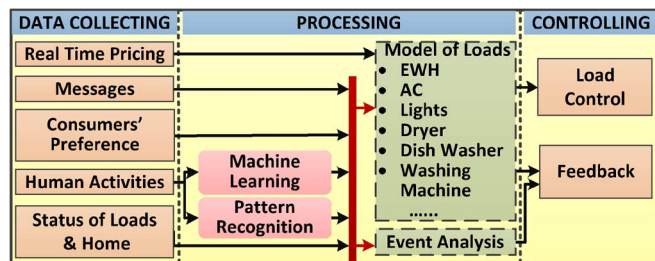 DATA COLLECTING
PROCESSING
CONTROLLING
Real Time Pricing
Messages
Consumers'
Preference
Human Activities
Status of Loads
& Home
Machine
Learning
Pattern
Recognition
Model of Loads
• EWH
• AC
• Lights
• Dryer
• Dish Washer
• Washing
Machine
......
Event Analysis
Load
Control
Feedback